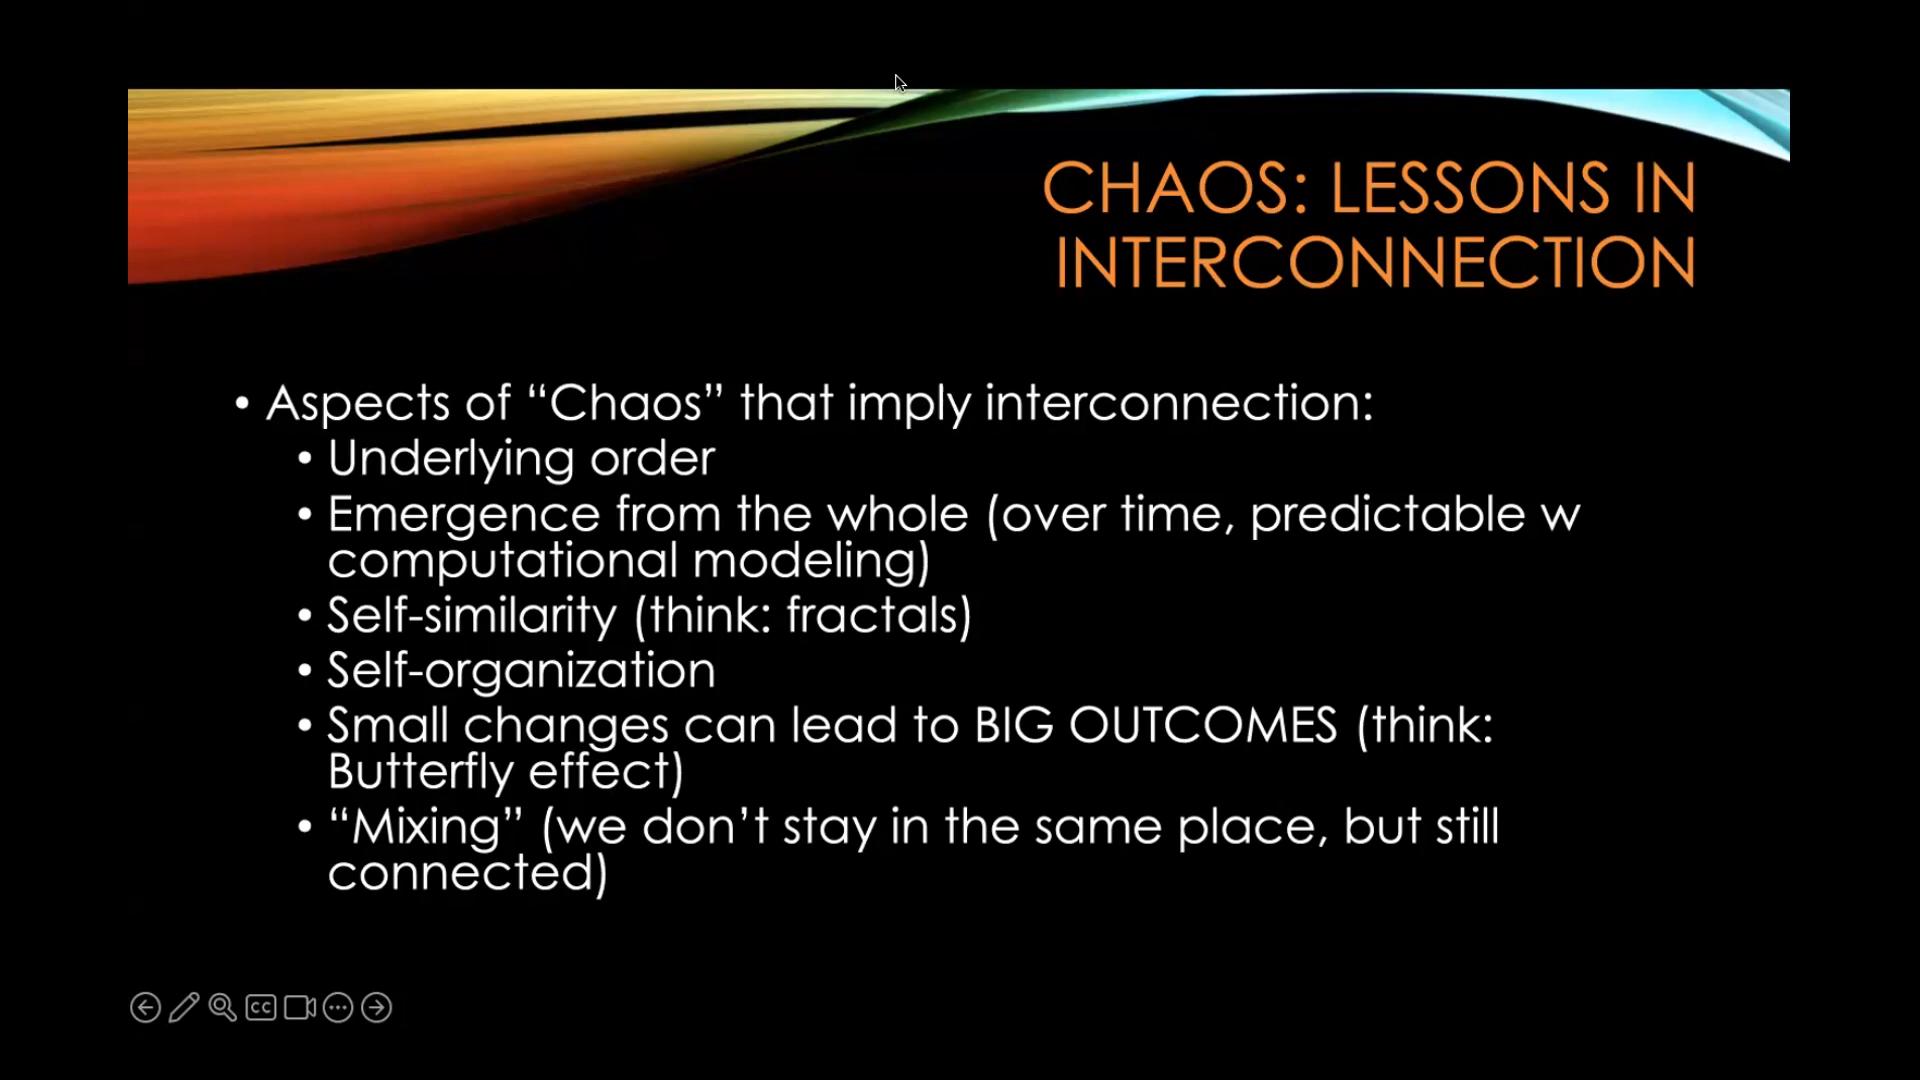 CHAOS: LESSONS IN
INTERCONNECTION
• Aspects of “Chaos” that imply interconnection:
• Underlying order
• Emergence from the whole (over time, predictable w
computational modeling)
• Self-similarity (think: fractals)
• Self-organization
• Small changes can lead to BIG OUTCOMES (think:
Butterfly effect)
• “Mixing” (we don’t stay in the same place, but still
connected)
CC